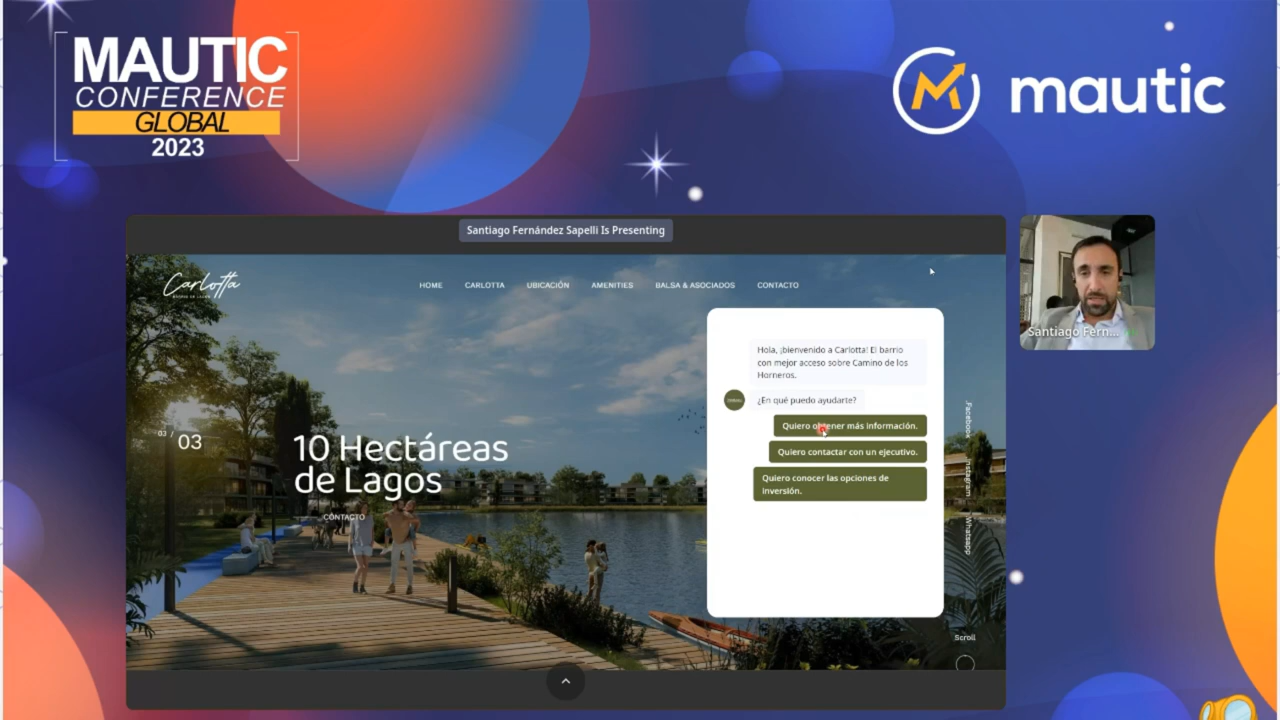 MAUTIC
CONFERENCE
GLOBAL
2023
mautic
Santiago Fernández Sapelli Is Presenting
Carlotta
HOME
CARLOTTA
UBICACIÓN
AMENITIES
BALSA & ASOCIADOS
CONTACTO
Santiago Fern...
Hola, ¡bienvenido a Carlotta! El barrio
con mejor acceso sobre Camino de los
Horneros.
¿En qué puedo ayudarte?
Quiero obtener más información.
Quiero contactar con un ejecutivo.
Quiero conocer las opciones de
inversión.
03 / 03
10 Hectáreas
de Lagos
CONTACTO
Facebook
Instagram
Whatsapp
Scroll